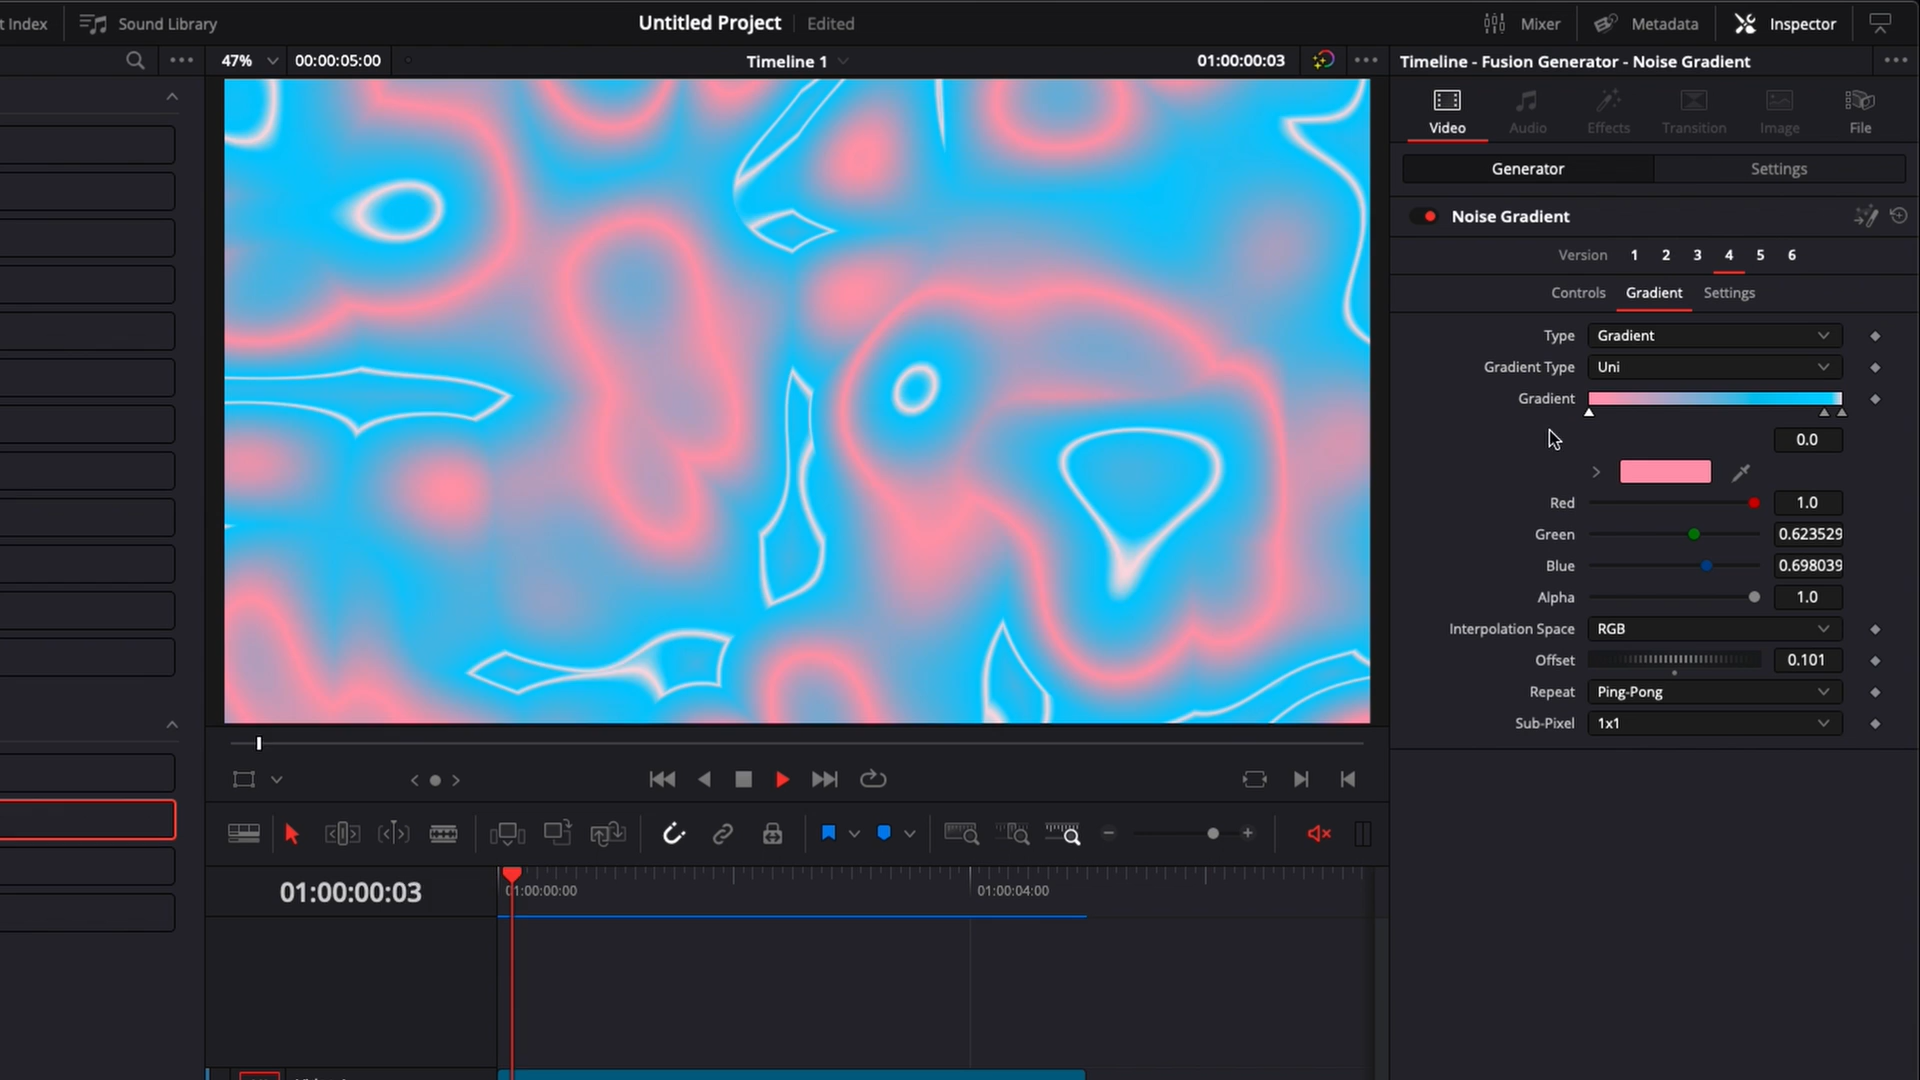 t Index
Sound Library
Untitled Project
Edited
Mixer
Metadata
Inspector
47%
00:00:05:00
Timeline 1
01:00:00:03
Timeline - Fusion Generator - Noise Gradient
Video
Audio
Effects
Transition
Image
File
Generator
Settings
Noise Gradient
Version 1 2 3 4 5 6
Controls
Gradient
Settings
Type Gradient
Gradient Type Uni
Gradient
0.0
Red 1.0
Green 0.623529
Blue 0.698039
Alpha 1.0
Interpolation Space RGB
Offset 0.101
Repeat Ping-Pong
Sub-Pixel 1x1
01:00:00:03
01:00:00:00
01:00:04:00